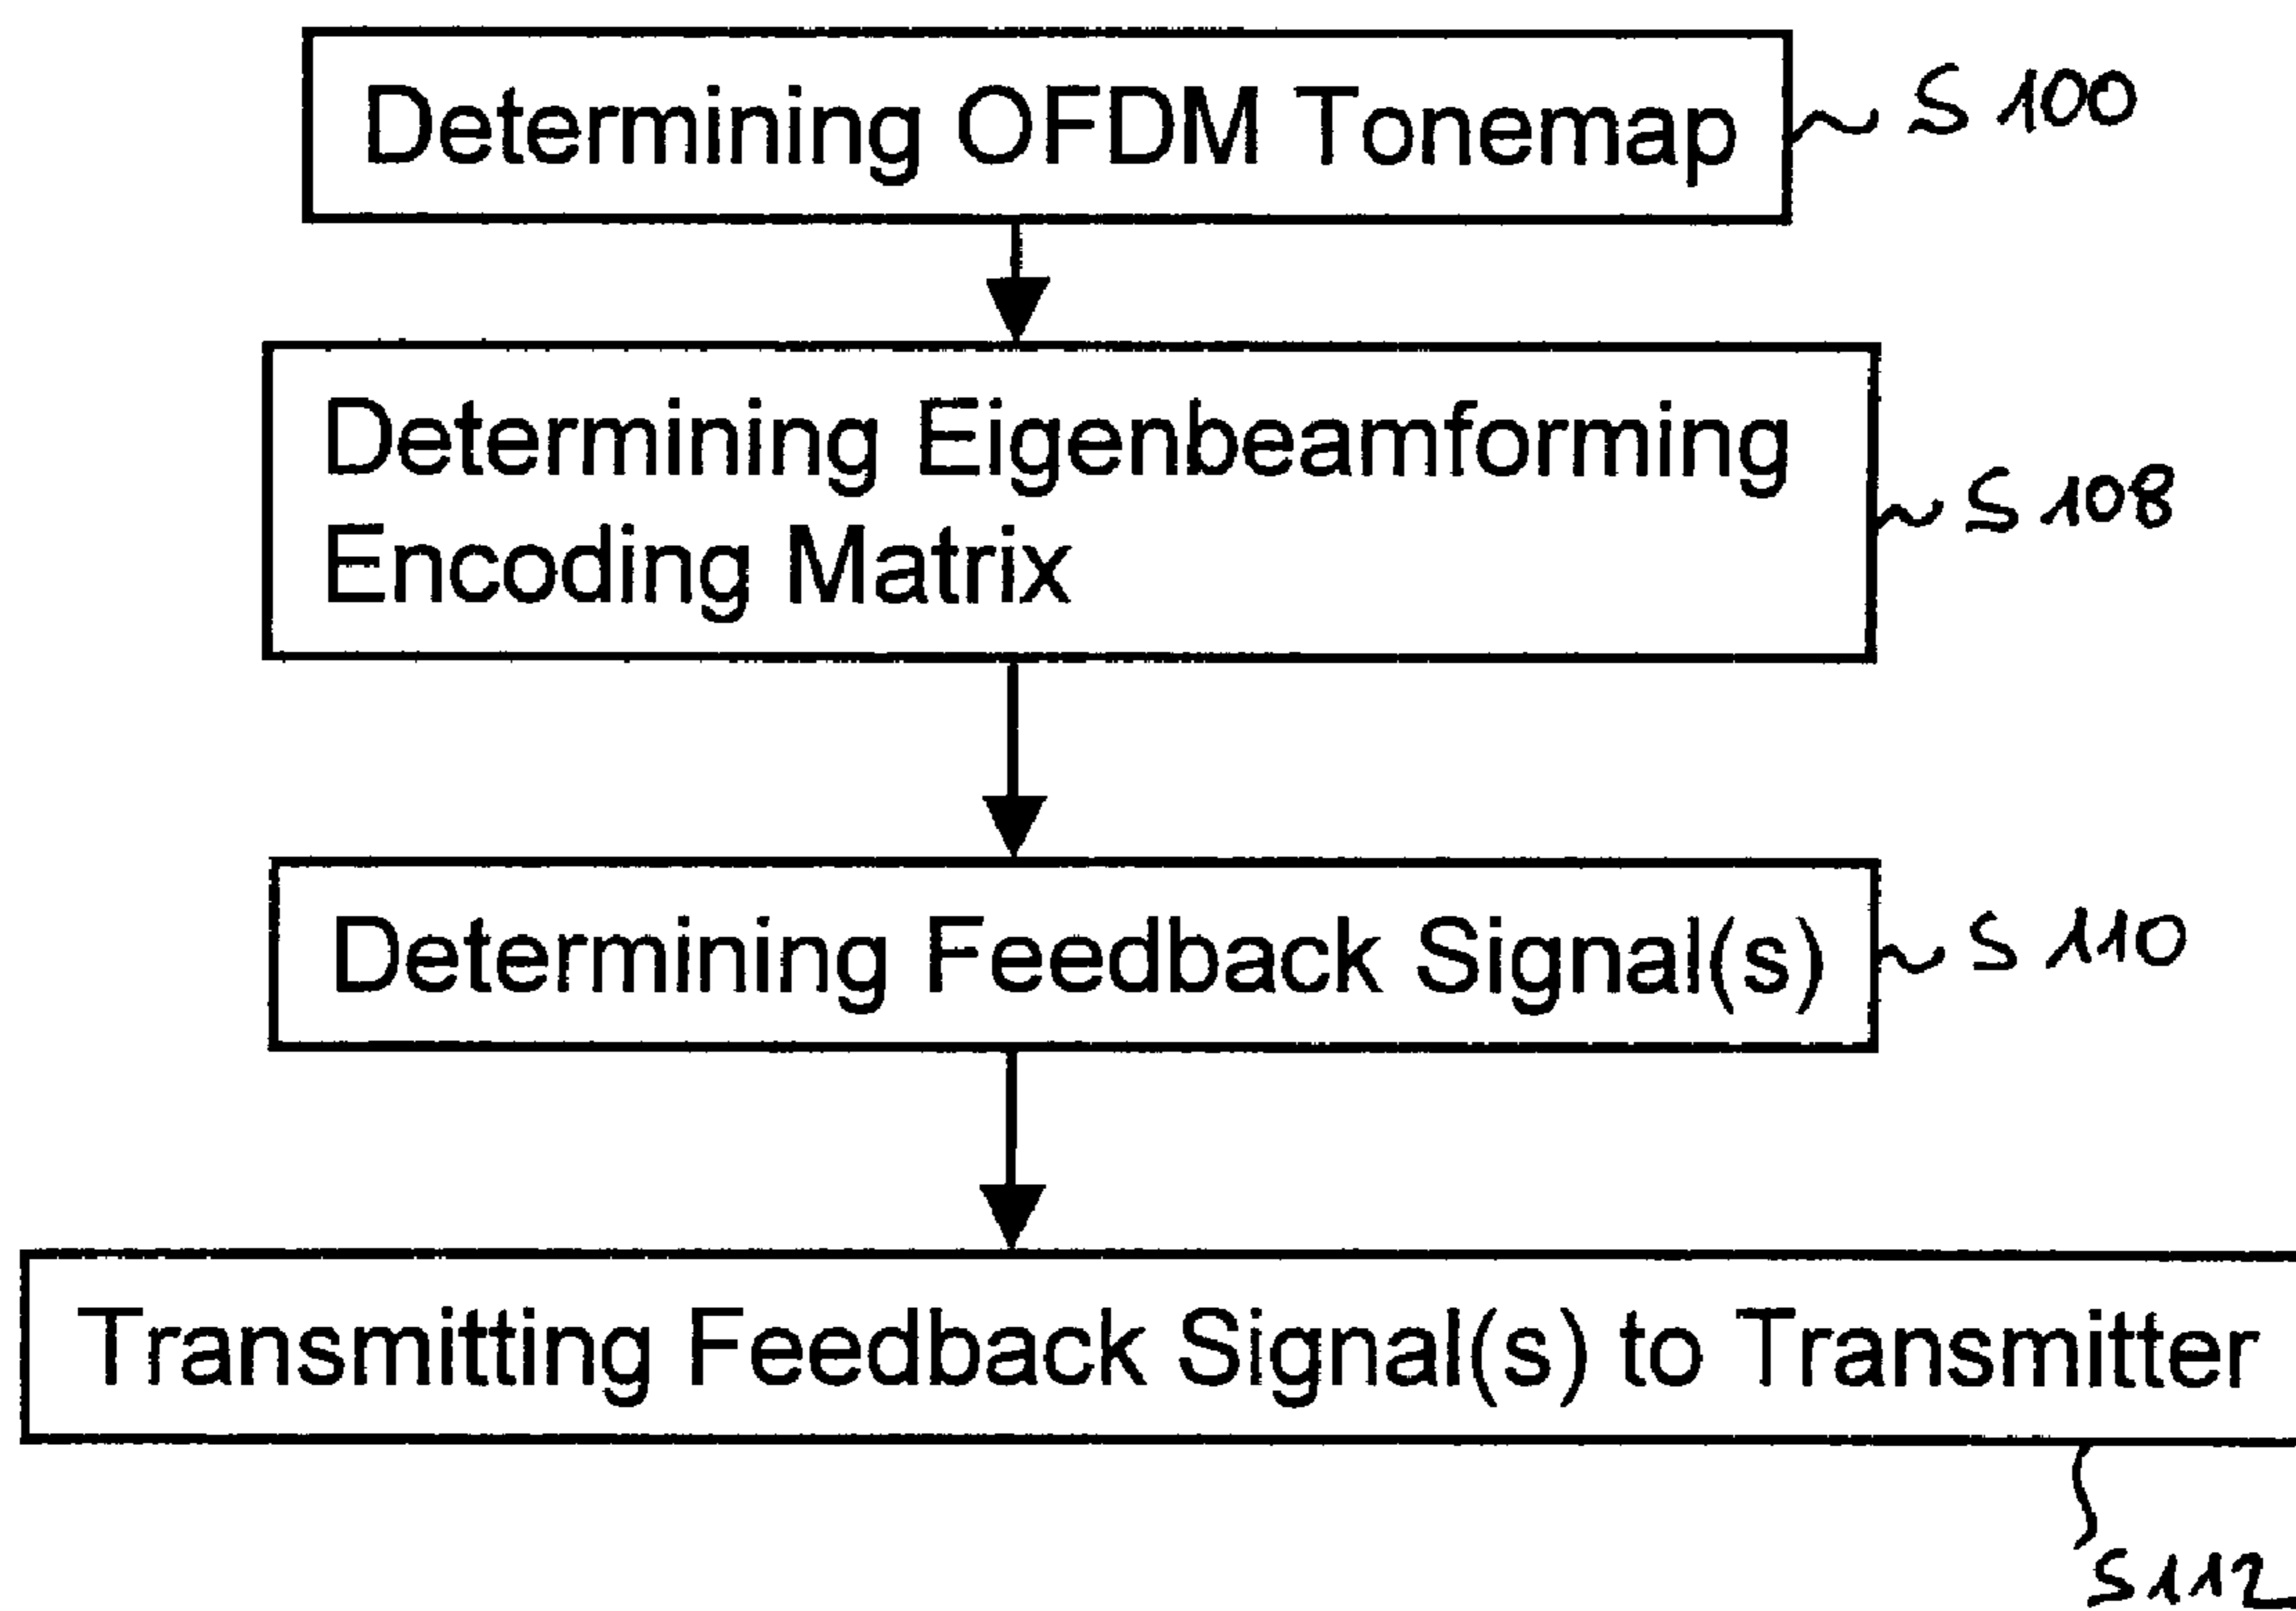 Determining OFDM Tonemap
S 100
Determining Eigenbeamforming
Encoding Matrix
S 108
Determining Feedback Signal(s)
S 110
Transmitting Feedback Signal(s) to Transmitter
S112